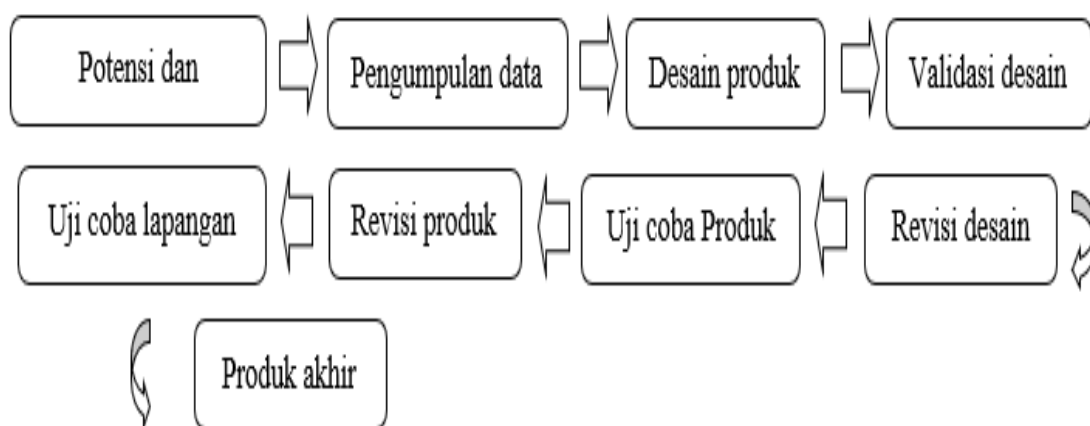 Potensi dan
Pengumpulan data
Desain produk
Validasi desain
Revisi desain
Uji coba Produk
Revisi produk
Uji coba lapangan
Produk akhir